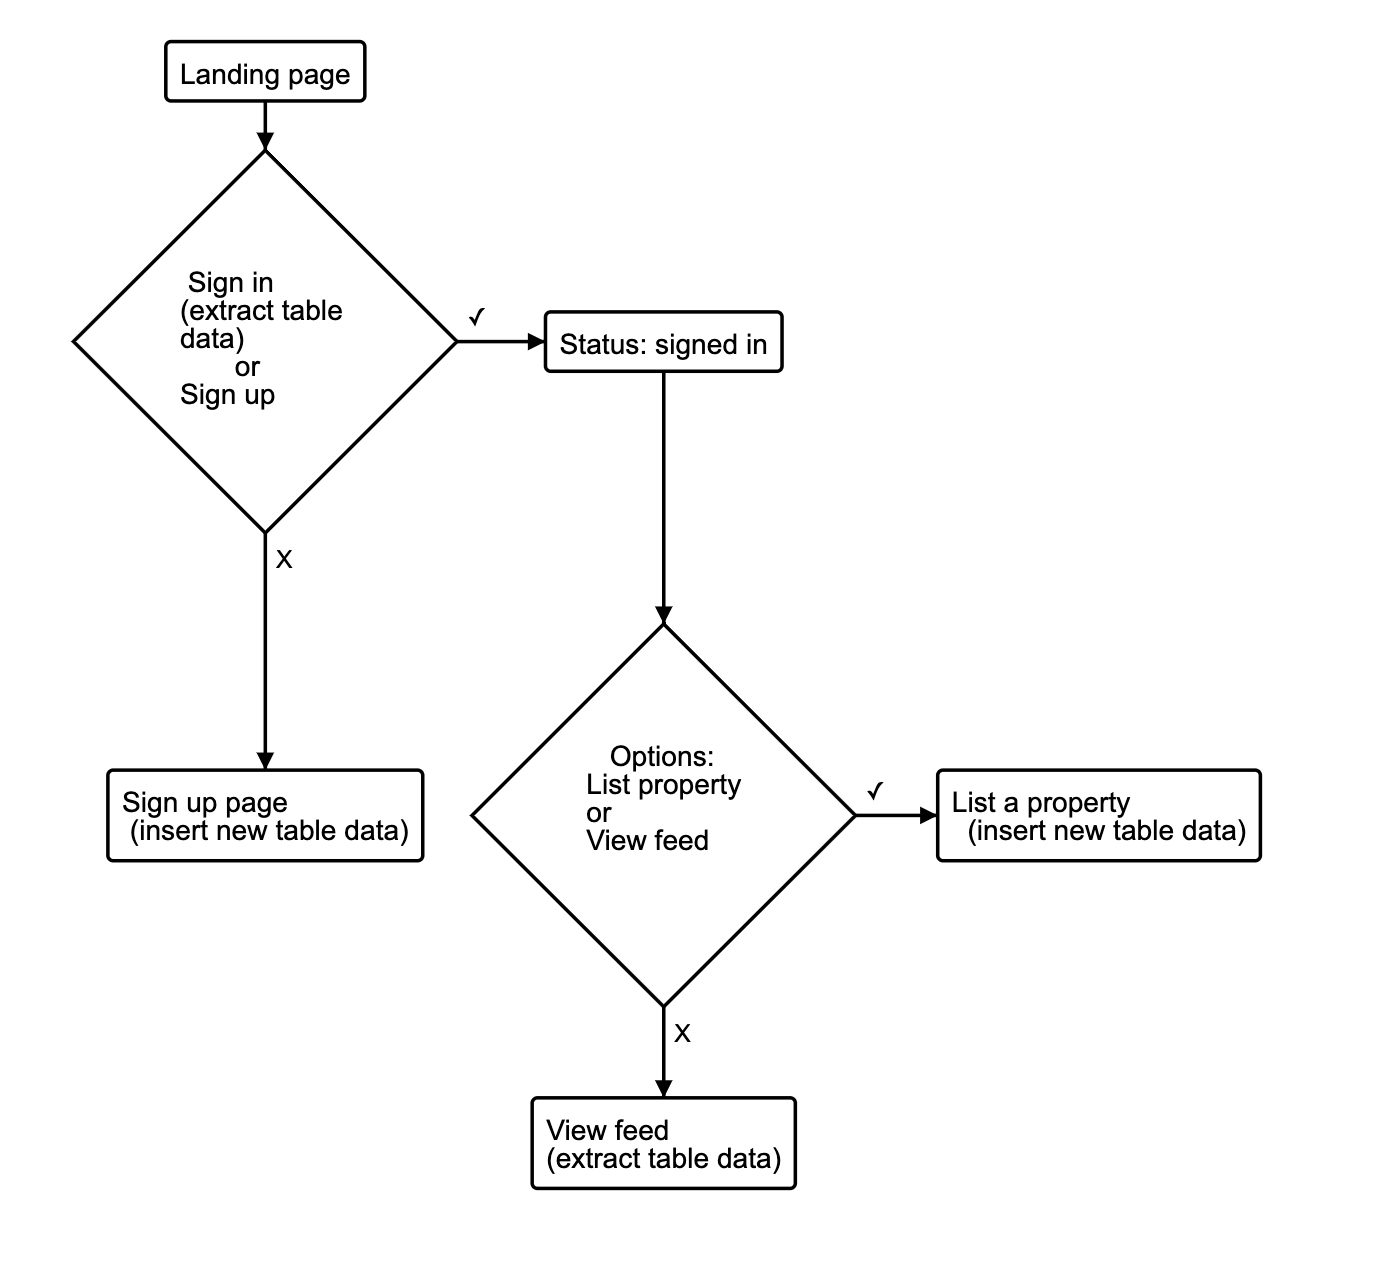 Landing page
Sign in
(extract table
data)
or
Sign up
✓
Status: signed in
X
Options:
List property
or
View feed
✓
Sign up page
(insert new table data)
List a property
(insert new table data)
X
View feed
(extract table data)